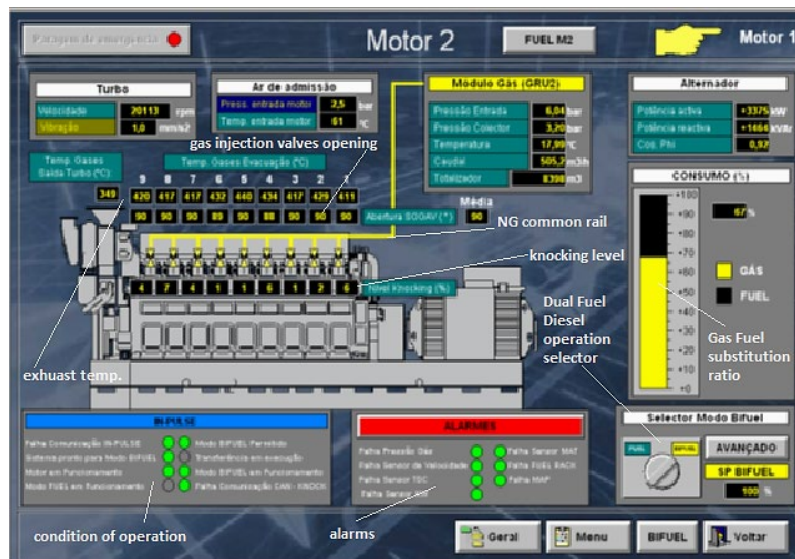 Paragem de emergência
Motor 2
FUEL M2
Motor 1
Turbo
Velocidade 20113 rpm
Vibração 1,0 mm/s2
Ar de admissão
Press. entrada motor 2,5 bar
Temp. entrada motor 61 ºC
Módulo Gás (GRU2)
Pressão Entrada 6,04 bar
Pressão Colector 3,20 bar
Temperatura 17,99 ºC
Caudal 505,2 m3/h
Totalizador 8398 m3
Alternador
Potência activa +3375 kW
Potência reactiva +1666 kVAr
Cos. Phi 0,92
gas injection valves opening
Temp. Gases
Saída Turbo (ºC)
Temp. Gases Evacuação (ºC)
9 8 7 6 5 4 3 2 1
349 420 417 417 432 440 434 417 429 411
90 90 90 89 90 88 90 90 90
Abertura SOGAV (º)
Média
90
NG common rail
knocking level
4 7 4 1 1 6 1 2 6
Nível Knocking (%)
exhuast temp.
Dual Fuel
Diesel
operation
selector
CONSUMO (%)
+100
+90
+80
+70
+60
+50
+40
+30
+20
+10
+0
67 %
GÁS
FUEL
Gas Fuel
substitution
ratio
IN-PULSE
Falha Comunicação IN-PULSE
Modo BIFUEL Permitido
Sistema pronto para Modo BIFUEL
Transferência em execução
Motor em Funcionamento
Modo BIFUEL em Funcionamento
Modo FUEL em Funcionamento
Falha Comunicação CAN - KNOCK
condition of operation
ALARMES
Falha Pressão Gás
Falha Sensor MAT
Falha Sensor de Velocidade
Falha FUEL RACK
Falha Sensor TDC
Falha MAP
Falha Sensor
alarms
Selector Modo Bifuel
FUEL
BIFUEL
AVANÇADO
SP BIFUEL
100 %
Geral
Menu
BIFUEL
Voltar